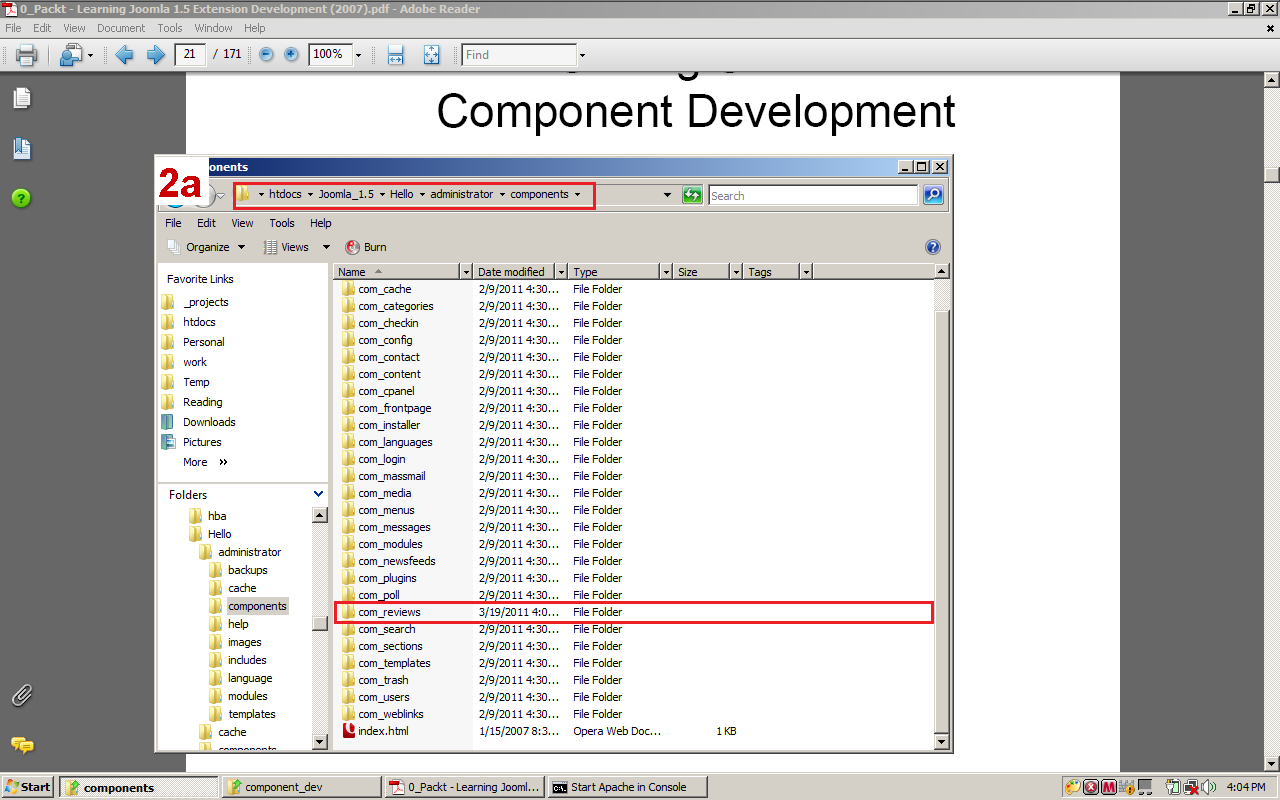 0_Packt - Learning Joomla 1.5 Extension Development (2007).pdf - Adobe Reader
File Edit View Document Tools Window Help
21 / 171 100% Find
Component Development
2a
onents
htdocs Joomla_1.5 Hello administrator components Search
File Edit View Tools Help
Organize Views Burn
Favorite Links
_projects
htdocs
Personal
work
Temp
Reading
Downloads
Pictures
More »
Folders
hba
Hello
administrator
backups
cache
components
help
images
includes
language
modules
templates
cache
components
Name Date modified Type Size Tags
com_cache 2/9/2011 4:30... File Folder
com_categories 2/9/2011 4:30... File Folder
com_checkin 2/9/2011 4:30... File Folder
com_config 2/9/2011 4:30... File Folder
com_contact 2/9/2011 4:30... File Folder
com_content 2/9/2011 4:30... File Folder
com_cpanel 2/9/2011 4:30... File Folder
com_frontpage 2/9/2011 4:30... File Folder
com_installer 2/9/2011 4:30... File Folder
com_languages 2/9/2011 4:30... File Folder
com_login 2/9/2011 4:30... File Folder
com_massmail 2/9/2011 4:30... File Folder
com_media 2/9/2011 4:30... File Folder
com_menus 2/9/2011 4:30... File Folder
com_messages 2/9/2011 4:30... File Folder
com_modules 2/9/2011 4:30... File Folder
com_newsfeeds 2/9/2011 4:30... File Folder
com_plugins 2/9/2011 4:30... File Folder
com_poll 2/9/2011 4:30... File Folder
com_reviews 3/19/2011 4:0... File Folder
com_search 2/9/2011 4:30... File Folder
com_sections 2/9/2011 4:30... File Folder
com_templates 2/9/2011 4:30... File Folder
com_trash 2/9/2011 4:30... File Folder
com_users 2/9/2011 4:30... File Folder
com_weblinks 2/9/2011 4:30... File Folder
index.html 1/15/2007 8:3... Opera Web Doc... 1 KB
Start components component_dev 0_Packt - Learning Jooml... Start Apache in Console 4:04 PM